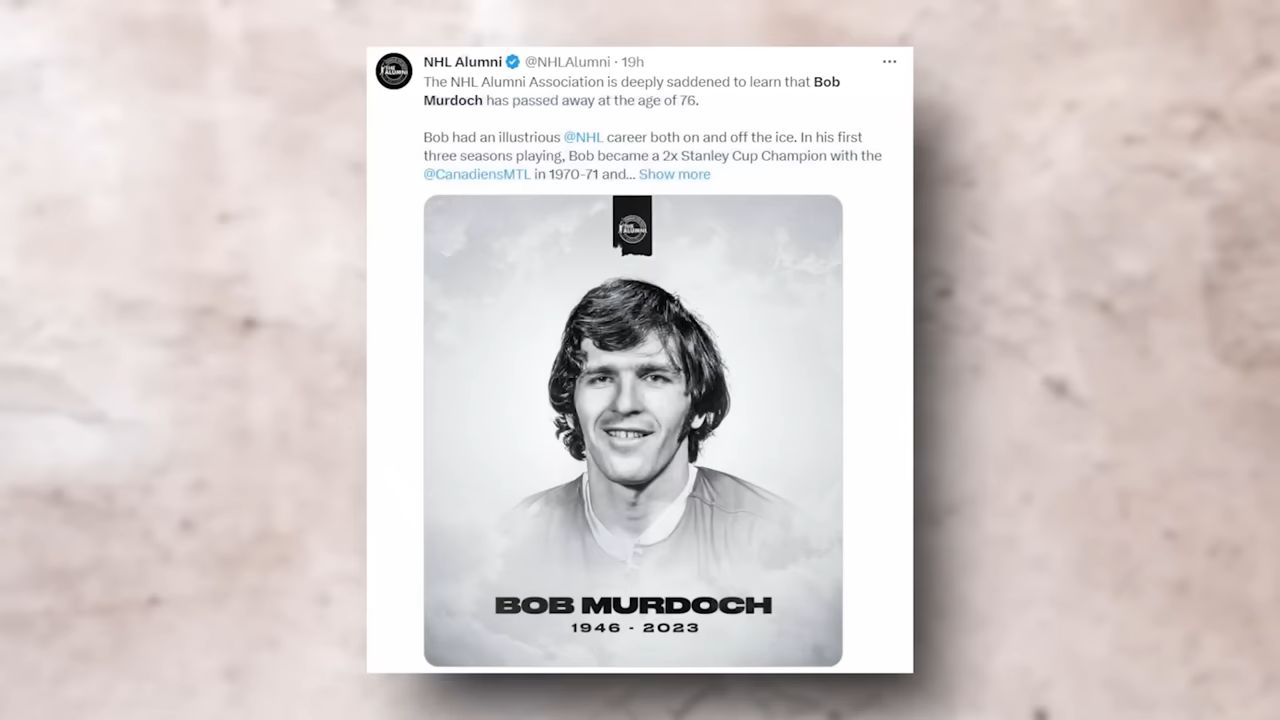 NHL Alumni @NHLAlumni · 19h
The NHL Alumni Association is deeply saddened to learn that Bob
Murdoch has passed away at the age of 76.
Bob had an illustrious @NHL career both on and off the ice. In his first
three seasons playing, Bob became a 2x Stanley Cup Champion with the
@CanadiensMTL in 1970-71 and... Show more
THE
ALUMNI
BOB MURDOCH
1946 - 2023